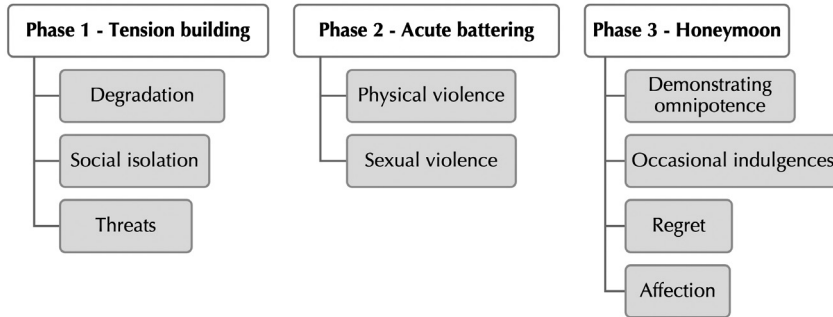 Phase 1 - Tension building
Degradation
Social isolation
Threats
Phase 2 - Acute battering
Physical violence
Sexual violence
Phase 3 - Honeymoon
Demonstrating
omnipotence
Occasional indulgences
Regret
Affection